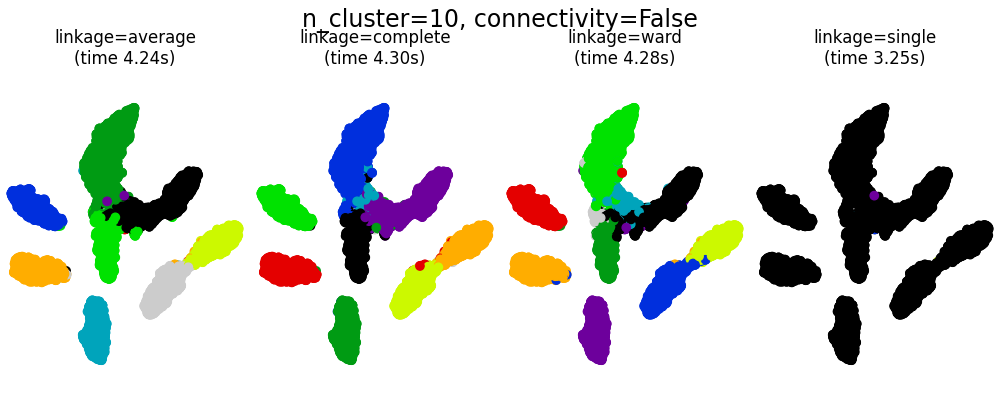 n_cluster=10, connectivity=False
linkage=average
(time 4.24s)
linkage=complete
(time 4.30s)
linkage=ward
(time 4.28s)
linkage=single
(time 3.25s)